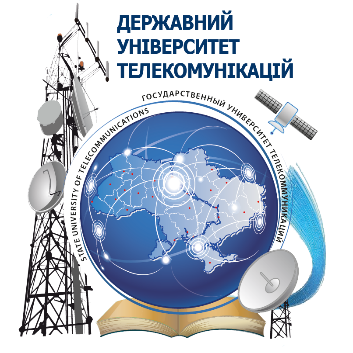 ДЕРЖАВНИЙ
УНІВЕРСИТЕТ
ТЕЛЕКОМУНІКАЦІЙ
STATE UNIVERSITY OF TELECOMMUNICATIONS
ГОСУДАРСТВЕННЫЙ УНИВЕРСИТЕТ ТЕЛЕКОММУНИКАЦИЙ